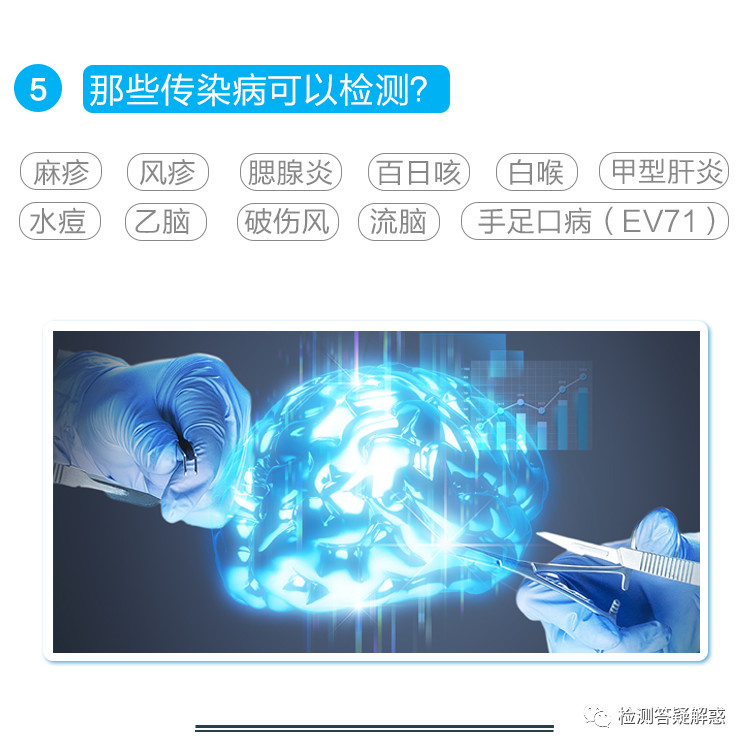 5 那些传染病可以检测？
麻疹 风疹 腮腺炎 百日咳 白喉 甲型肝炎
水痘 乙脑 破伤风 流脑 手足口病（EV71）
检测答疑解惑